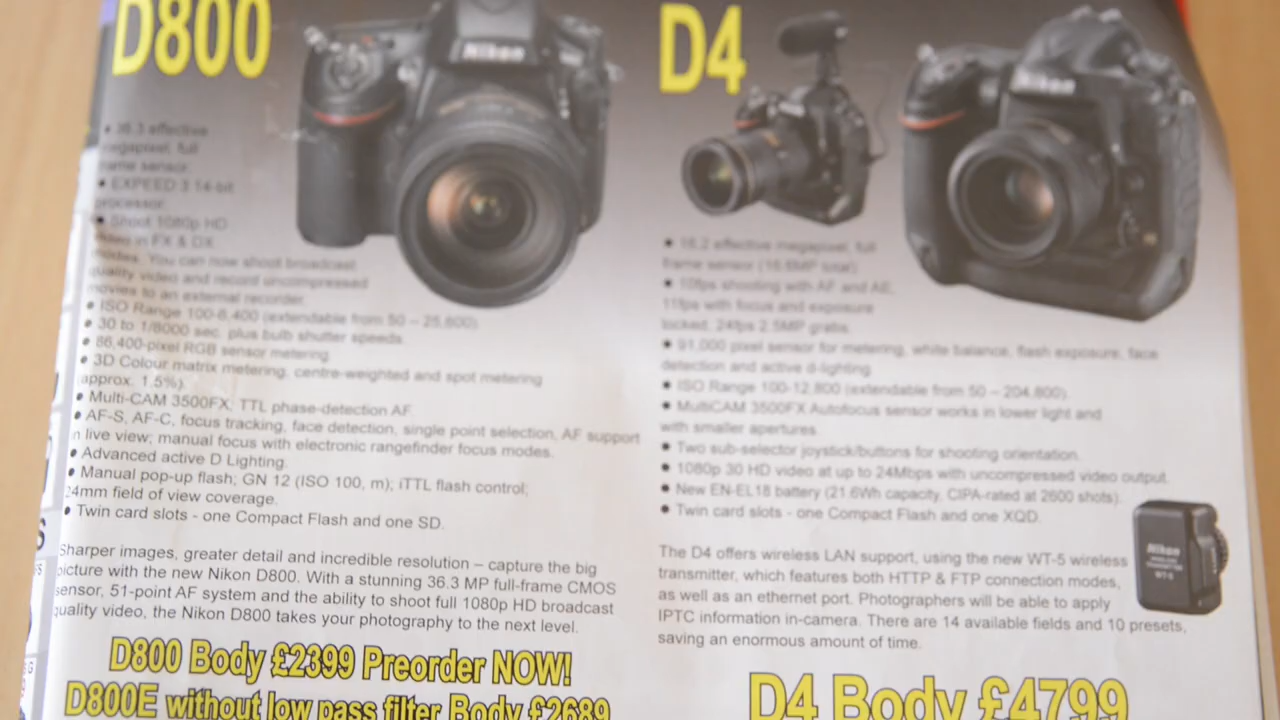 D800
Nikon
• 36.3 effective
megapixel, full
frame sensor.
• EXPEED 3 14-bit
processor.
• Shoot 1080p HD
video in FX & DX
modes. You can now shoot broadcast
quality video and record uncompressed
movies to an external recorder.
• ISO Range 100-6,400 (extendable from 50 – 25,600)
• 30 to 1/8000 sec. plus bulb shutter speeds.
• 86,400-pixel RGB sensor metering.
• 3D Colour matrix metering, centre-weighted and spot metering
(approx. 1.5%).
• Multi-CAM 3500FX, TTL phase-detection AF.
• AF-S, AF-C, focus tracking, face detection, single point selection, AF support
in live view; manual focus with electronic rangefinder focus modes.
• Advanced active D Lighting.
• Manual pop-up flash; GN 12 (ISO 100, m); iTTL flash control;
24mm field of view coverage.
• Twin card slots - one Compact Flash and one SD.
Sharper images, greater detail and incredible resolution – capture the big
picture with the new Nikon D800. With a stunning 36.3 MP full-frame CMOS
sensor, 51-point AF system and the ability to shoot full 1080p HD broadcast
quality video, the Nikon D800 takes your photography to the next level.
D800 Body £2399 Preorder NOW!
D800E without low pass filter Body £2689
D4
Nikon
• 16.2 effective megapixel, full
frame sensor (16.6MP total)
• 10fps shooting with AF and AE,
11fps with focus and exposure
locked, 24fps 2.5MP grabs.
• 91,000 pixel sensor for metering, white balance, flash exposure, face
detection and active d-lighting
• ISO Range 100-12,800 (extendable from 50 – 204,800).
• MultiCAM 3500FX Autofocus sensor works in lower light and
with smaller apertures.
• Two sub-selector joystick/buttons for shooting orientation.
• 1080p 30 HD video at up to 24Mbps with uncompressed video output.
• New EN-EL18 battery (21.6Wh capacity, CIPA-rated at 2600 shots).
• Twin card slots - one Compact Flash and one XQD.
The D4 offers wireless LAN support, using the new WT-5 wireless
transmitter, which features both HTTP & FTP connection modes,
as well as an ethernet port. Photographers will be able to apply
IPTC information in-camera. There are 14 available fields and 10 presets,
saving an enormous amount of time.
Nikon
WT-5
D4 Body £4799